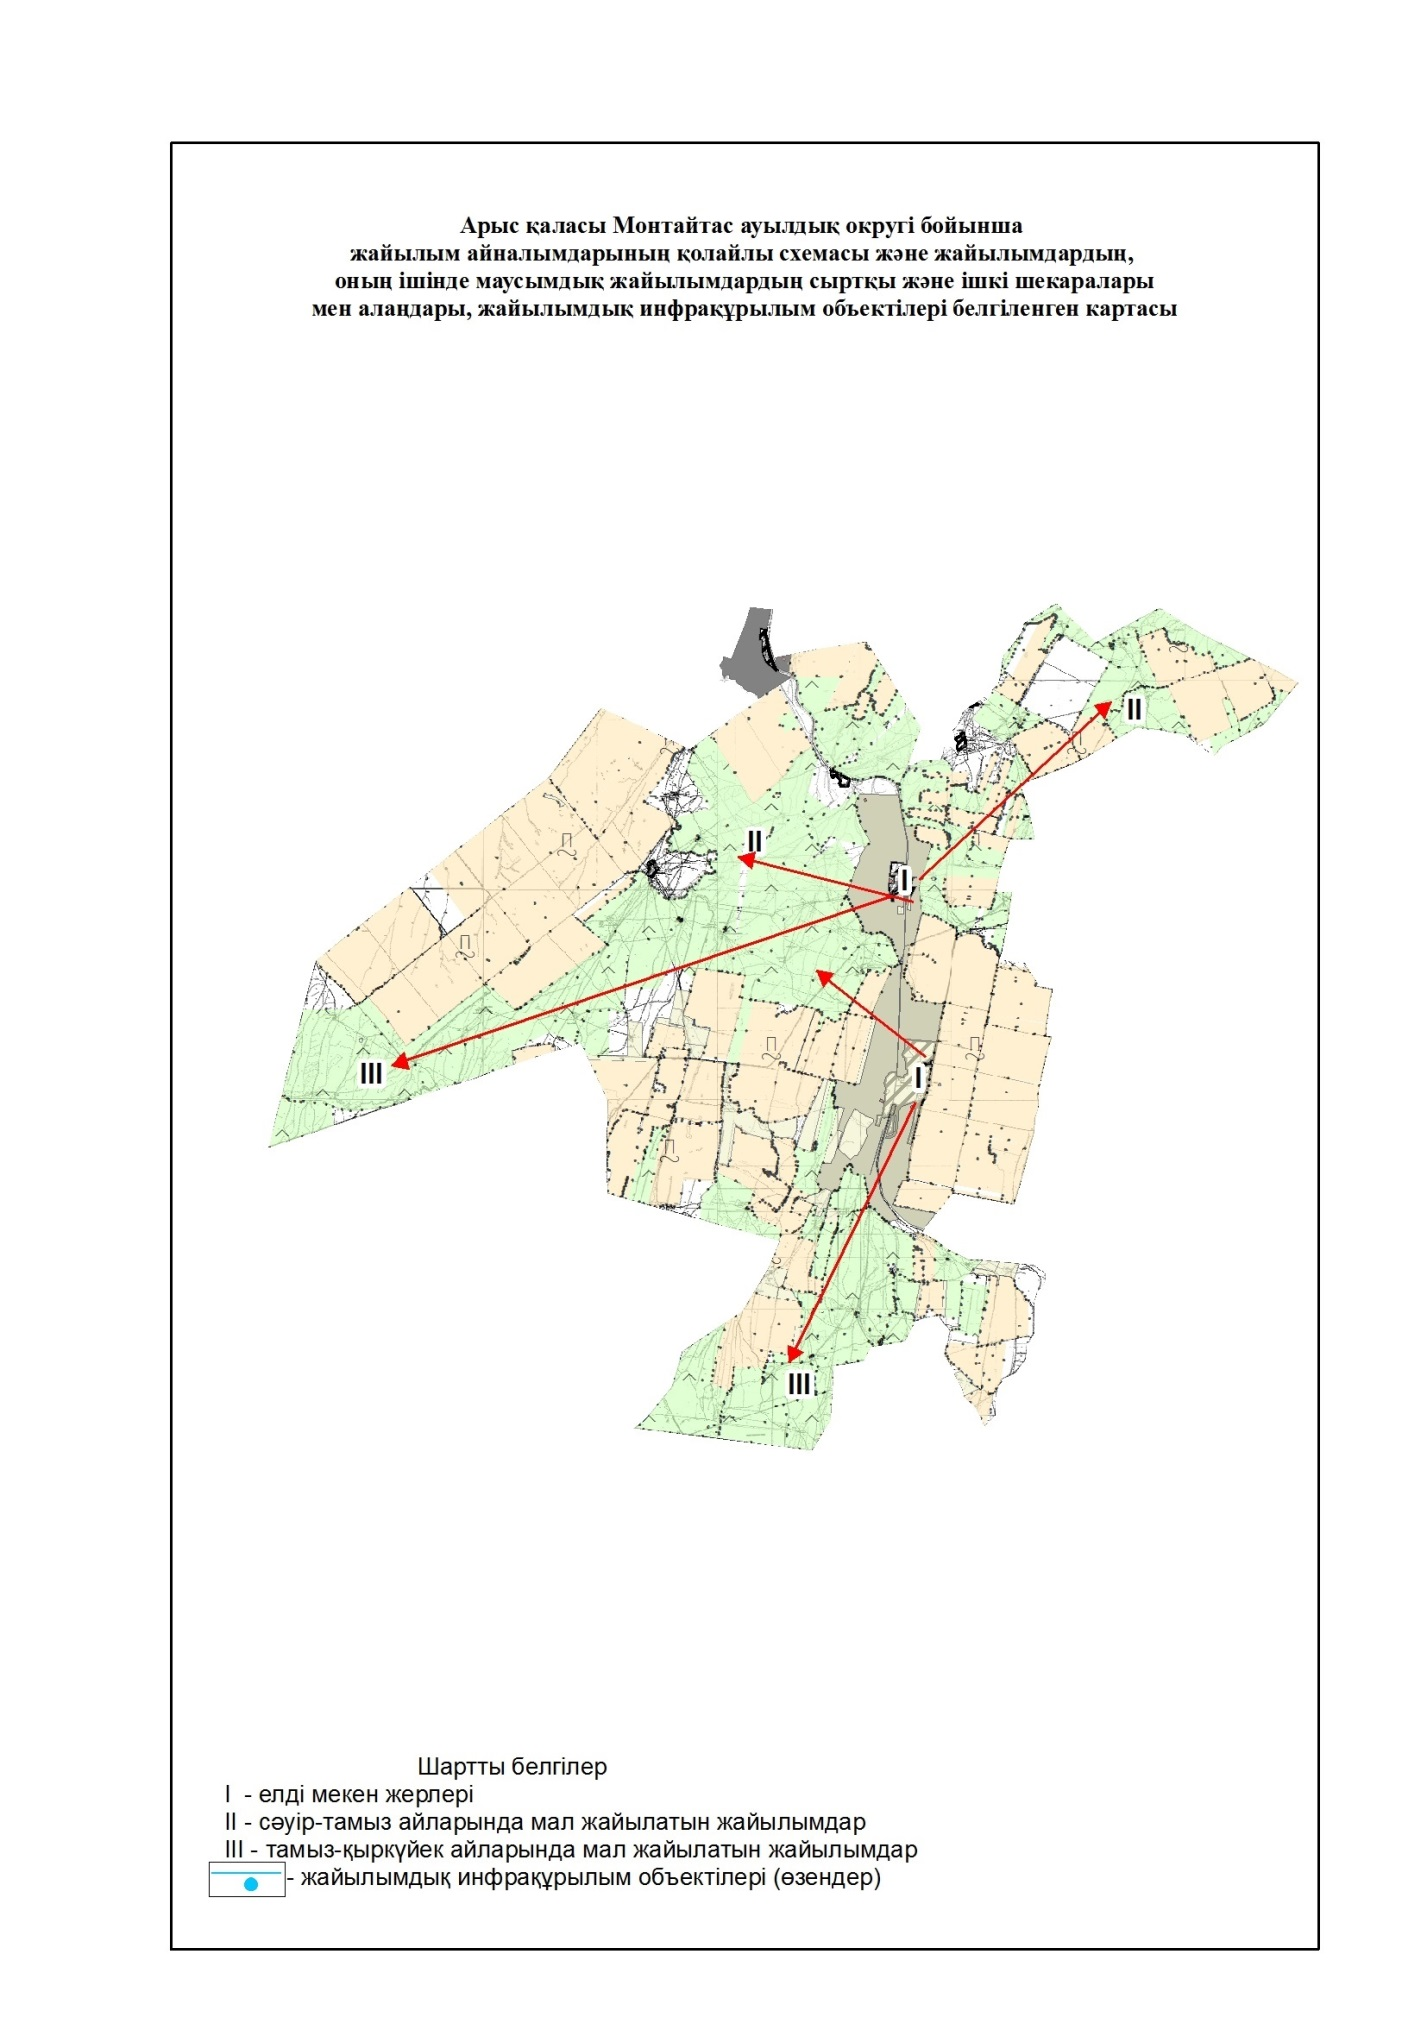 Арыс қаласы Монтайтас ауылдық округі бойынша
жайылым айналымдарының қолайлы схемасы және жайылымдардың,
оның ішінде маусымдық жайылымдардың сыртқы және ішкі шекаралары
мен алаңдары, жайылымдық инфрақұрылым объектілері белгіленген картасы
II
II
I
III
I
III
Шартты белгілер
I - елді мекен жерлері
II - сәуір-тамыз айларында мал жайылатын жайылымдар
III - тамыз-қыркүйек айларында мал жайылатын жайылымдар
- жайылымдық инфрақұрылым объектілері (өзендер)